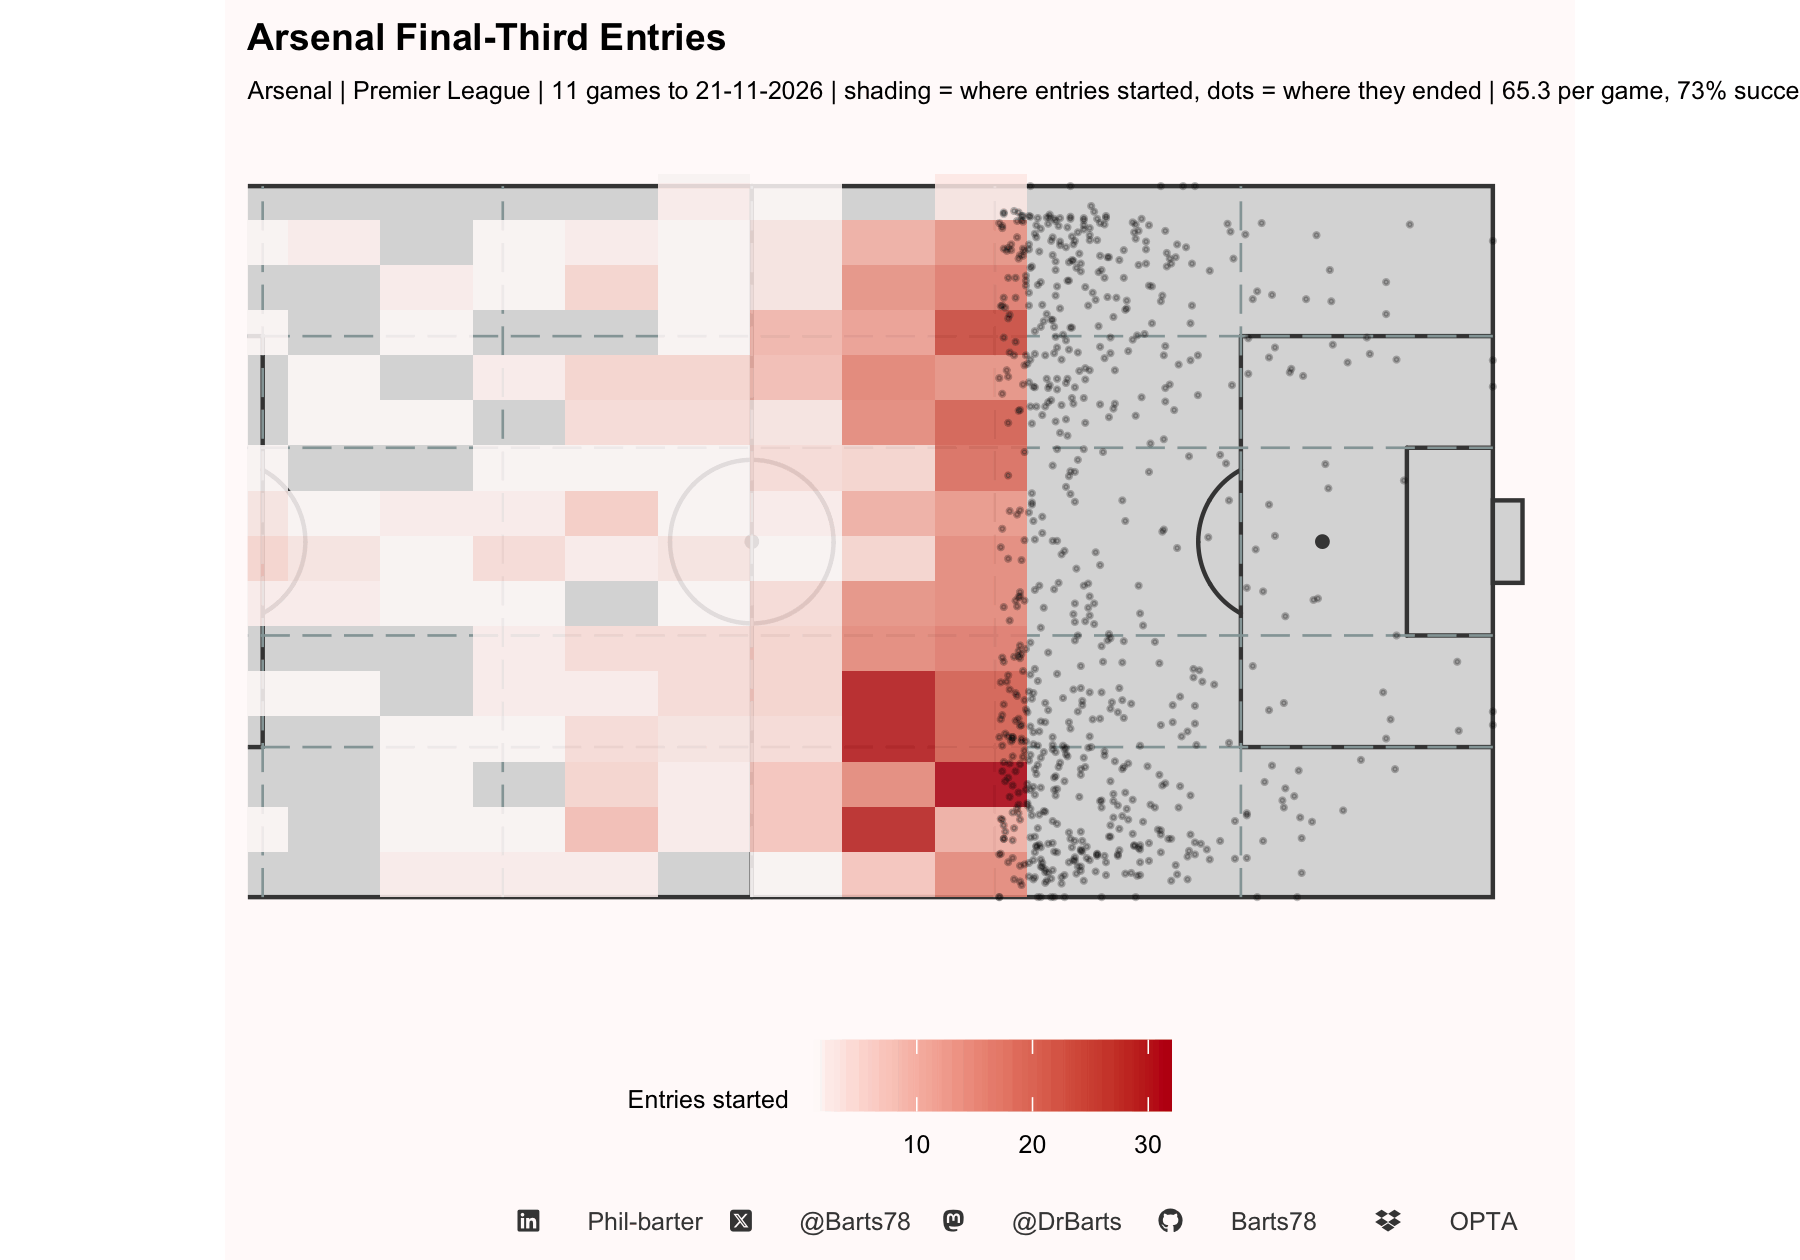 Arsenal Final-Third Entries
Arsenal | Premier League | 11 games to 21-11-2026 | shading = where entries started, dots = where they ended | 65.3 per game, 73% succe
Entries started
10 20 30
Phil-barter @Barts78 @DrBarts Barts78 OPTA